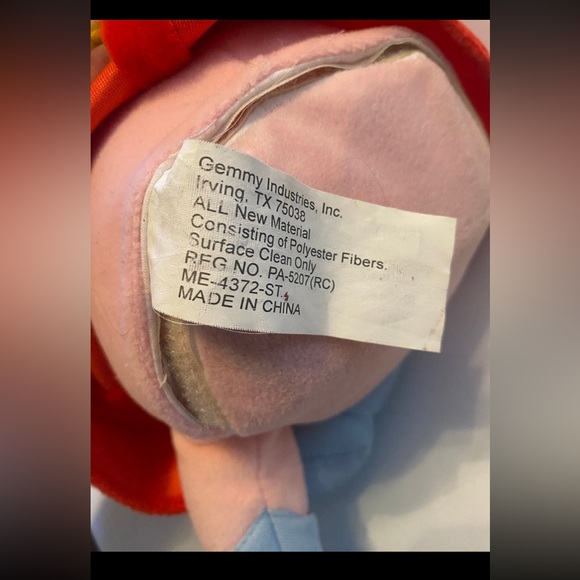 Gemmy Industries, Inc.
Irving, TX 75038
ALL New Material
Consisting of Polyester Fibers.
Surface Clean Only
REG NO. PA-5207(RC)
ME-4372-ST.
MADE IN CHINA